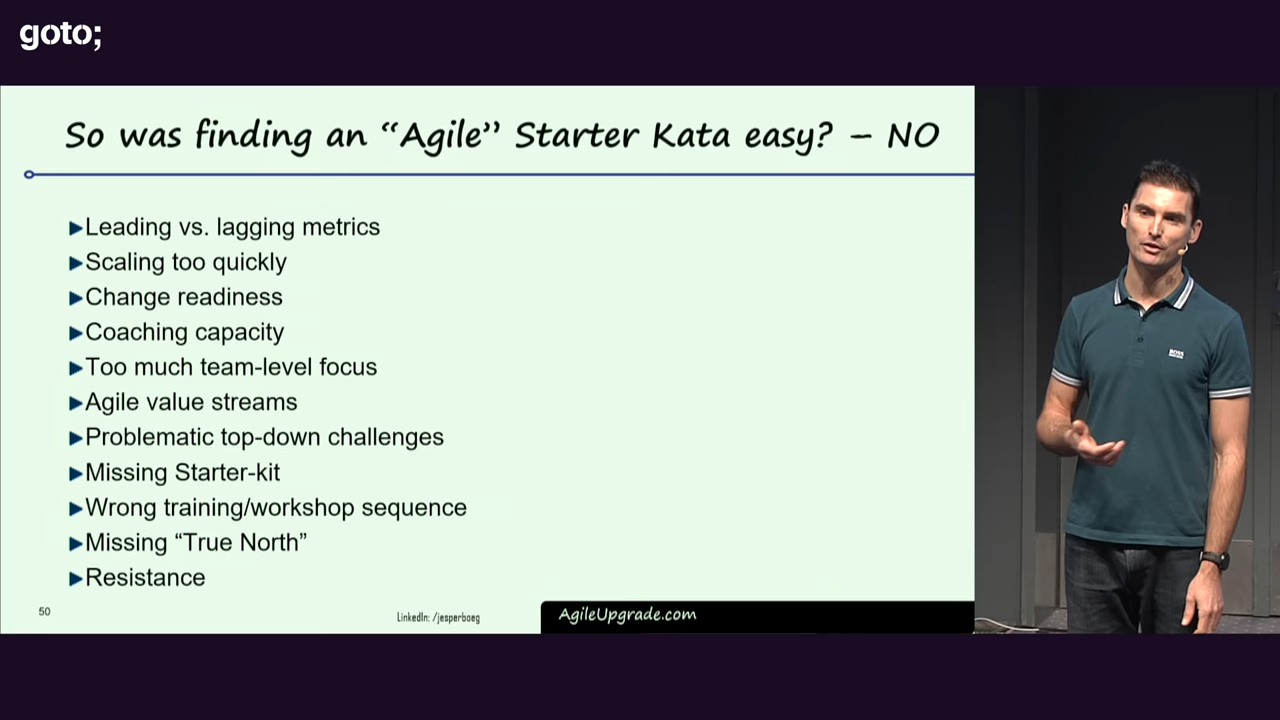 goto;
So was finding an “Agile” Starter Kata easy? – NO
Leading vs. lagging metrics
Scaling too quickly
Change readiness
Coaching capacity
Too much team-level focus
Agile value streams
Problematic top-down challenges
Missing Starter-kit
Wrong training/workshop sequence
Missing “True North”
Resistance
50
LinkedIn: /jesperboeg
AgileUpgrade.com
BOSS